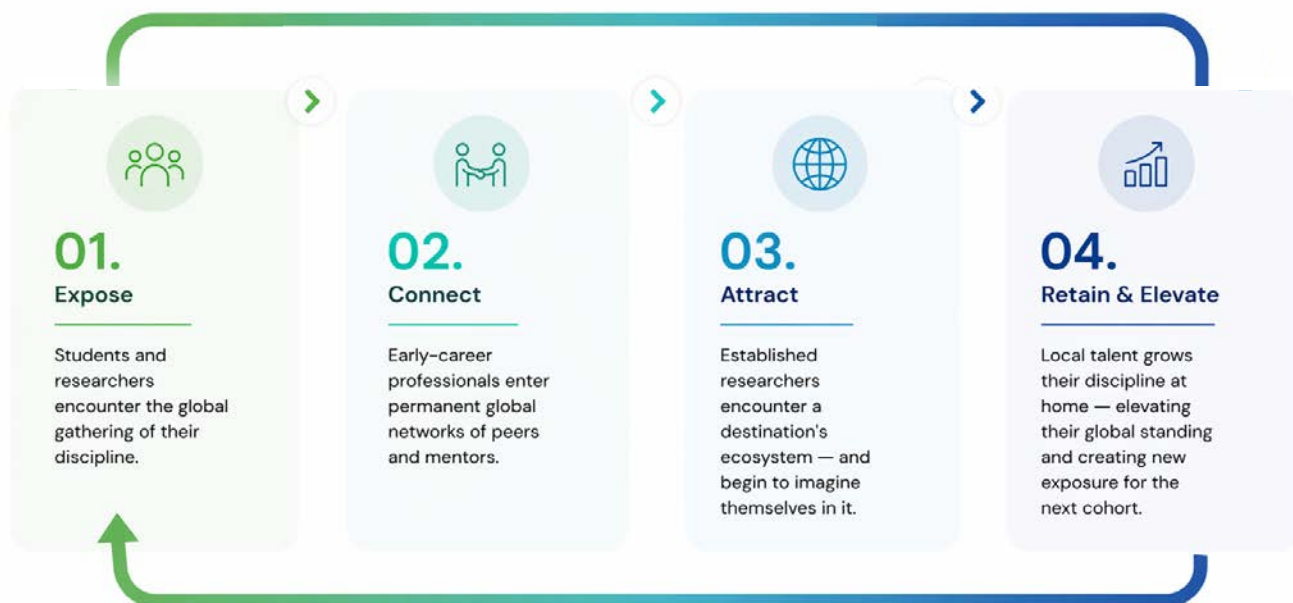 01.
Expose
Students and
researchers
encounter the global
gathering of their
discipline.
02.
Connect
Early-career
professionals enter
permanent global
networks of peers
and mentors.
03.
Attract
Established
researchers
encounter a
destination's
ecosystem — and
begin to imagine
themselves in it.
04.
Retain & Elevate
Local talent grows
their discipline at
home — elevating
their global standing
and creating new
exposure for the
next cohort.